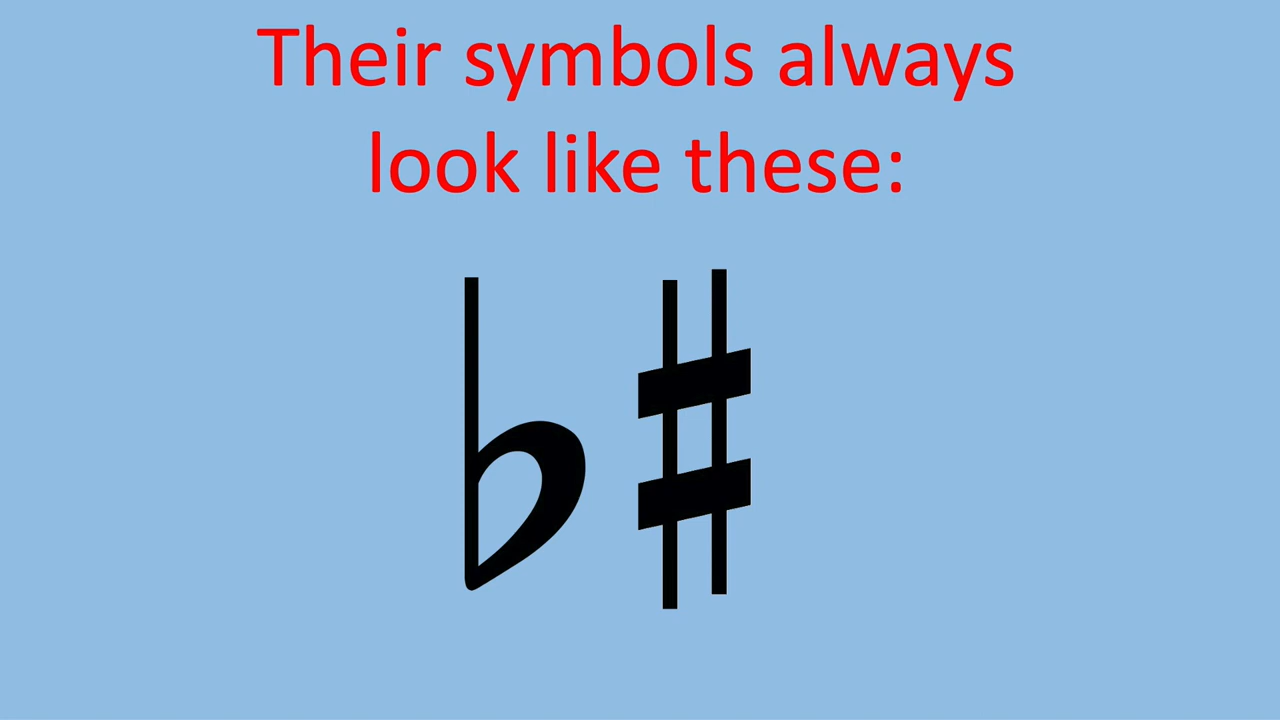 Their symbols always
look like these:
♭ ♯